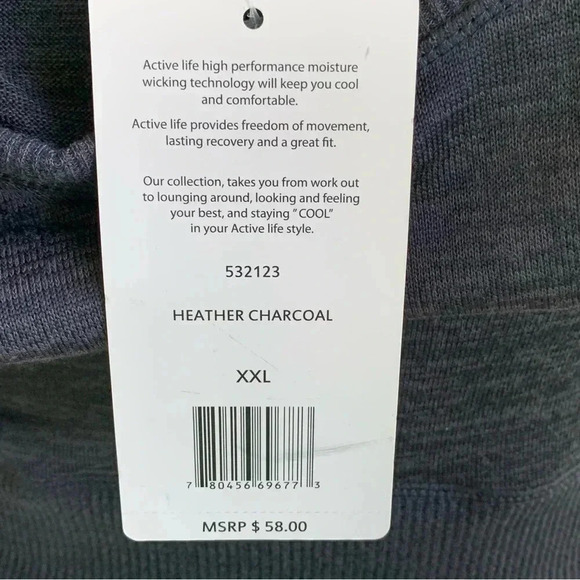 Active life high performance moisture
wicking technology will keep you cool
and comfortable.
Active life provides freedom of movement,
lasting recovery and a great fit.
Our collection, takes you from work out
to lounging around, looking and feeling
your best, and staying "COOL"
in your Active life style.
532123
HEATHER CHARCOAL
XXL
7 80456 69677 3
MSRP $ 58.00